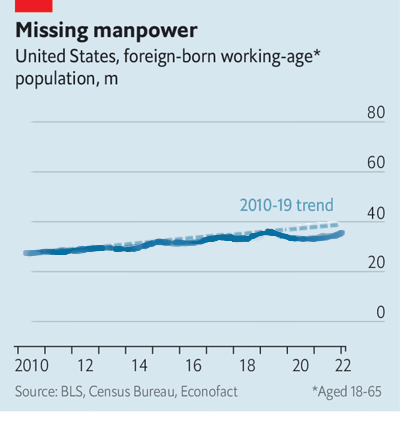 Missing manpower
United States, foreign-born working-age*
population, m
80
60
2010-19 trend
40
20
0
2010 12 14 16 18 20 22
Source: BLS, Census Bureau, Econofact *Aged 18-65